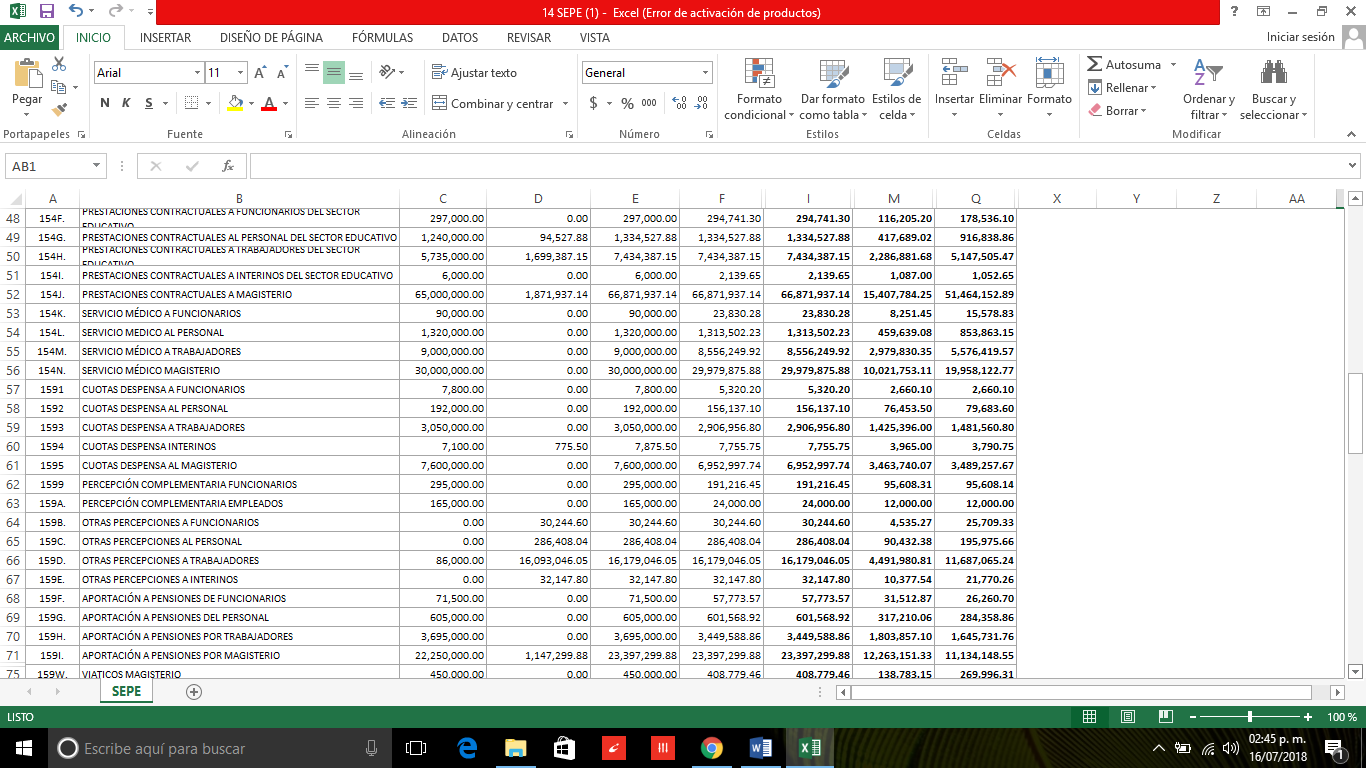 14 SEPE (1) - Excel (Error de activación de productos)
ARCHIVO INICIO INSERTAR DISEÑO DE PÁGINA FÓRMULAS DATOS REVISAR VISTA Iniciar sesión
Pegar
Portapapeles
Arial 11
N K S
Fuente
Ajustar texto
Combinar y centrar
Alineación
General
$ % 000
Número
Formato condicional
Dar formato como tabla
Estilos de celda
Estilos
Insertar Eliminar Formato
Celdas
Autosuma
Rellenar
Borrar
Ordenar y filtrar
Buscar y seleccionar
Modificar
AB1
A B C D E F I M Q X Y Z AA
48 154F. PRESTACIONES CONTRACTUALES A FUNCIONARIOS DEL SECTOR EDUCATIVO 297,000.00 0.00 297,000.00 294,741.30 294,741.30 116,205.20 178,536.10
49 154G. PRESTACIONES CONTRACTUALES AL PERSONAL DEL SECTOR EDUCATIVO 1,240,000.00 94,527.88 1,334,527.88 1,334,527.88 1,334,527.88 417,689.02 916,838.86
50 154H. PRESTACIONES CONTRACTUALES A TRABAJADORES DEL SECTOR EDUCATIVO 5,735,000.00 1,699,387.15 7,434,387.15 7,434,387.15 7,434,387.15 2,286,881.68 5,147,505.47
51 154I. PRESTACIONES CONTRACTUALES A INTERINOS DEL SECTOR EDUCATIVO 6,000.00 0.00 6,000.00 2,139.65 2,139.65 1,087.00 1,052.65
52 154J. PRESTACIONES CONTRACTUALES A MAGISTERIO 65,000,000.00 1,871,937.14 66,871,937.14 66,871,937.14 66,871,937.14 15,407,784.25 51,464,152.89
53 154K. SERVICIO MÉDICO A FUNCIONARIOS 90,000.00 0.00 90,000.00 23,830.28 23,830.28 8,251.45 15,578.83
54 154L. SERVICIO MEDICO AL PERSONAL 1,320,000.00 0.00 1,320,000.00 1,313,502.23 1,313,502.23 459,639.08 853,863.15
55 154M. SERVICIO MÉDICO A TRABAJADORES 9,000,000.00 0.00 9,000,000.00 8,556,249.92 8,556,249.92 2,979,830.35 5,576,419.57
56 154N. SERVICIO MÉDICO MAGISTERIO 30,000,000.00 0.00 30,000,000.00 29,979,875.88 29,979,875.88 10,021,753.11 19,958,122.77
57 1591 CUOTAS DESPENSA A FUNCIONARIOS 7,800.00 0.00 7,800.00 5,320.20 5,320.20 2,660.10 2,660.10
58 1592 CUOTAS DESPENSA AL PERSONAL 192,000.00 0.00 192,000.00 156,137.10 156,137.10 76,453.50 79,683.60
59 1593 CUOTAS DESPENSA A TRABAJADORES 3,050,000.00 0.00 3,050,000.00 2,906,956.80 2,906,956.80 1,425,396.00 1,481,560.80
60 1594 CUOTAS DESPENSA INTERINOS 7,100.00 775.50 7,875.50 7,755.75 7,755.75 3,965.00 3,790.75
61 1595 CUOTAS DESPENSA AL MAGISTERIO 7,600,000.00 0.00 7,600,000.00 6,952,997.74 6,952,997.74 3,463,740.07 3,489,257.67
62 1599 PERCEPCIÓN COMPLEMENTARIA FUNCIONARIOS 295,000.00 0.00 295,000.00 191,216.45 191,216.45 95,608.31 95,608.14
63 159A. PERCEPCIÓN COMPLEMENTARIA EMPLEADOS 165,000.00 0.00 165,000.00 24,000.00 24,000.00 12,000.00 12,000.00
64 159B. OTRAS PERCEPCIONES A FUNCIONARIOS 0.00 30,244.60 30,244.60 30,244.60 30,244.60 4,535.27 25,709.33
65 159C. OTRAS PERCEPCIONES AL PERSONAL 0.00 286,408.04 286,408.04 286,408.04 286,408.04 90,432.38 195,975.66
66 159D. OTRAS PERCEPCIONES A TRABAJADORES 86,000.00 16,093,046.05 16,179,046.05 16,179,046.05 16,179,046.05 4,491,980.81 11,687,065.24
67 159E. OTRAS PERCEPCIONES A INTERINOS 0.00 32,147.80 32,147.80 32,147.80 32,147.80 10,377.54 21,770.26
68 159F. APORTACIÓN A PENSIONES DE FUNCIONARIOS 71,500.00 0.00 71,500.00 57,773.57 57,773.57 31,512.87 26,260.70
69 159G. APORTACIÓN A PENSIONES DEL PERSONAL 605,000.00 0.00 605,000.00 601,568.92 601,568.92 317,210.06 284,358.86
70 159H. APORTACIÓN A PENSIONES POR TRABAJADORES 3,695,000.00 0.00 3,695,000.00 3,449,588.86 3,449,588.86 1,803,857.10 1,645,731.76
71 159I. APORTACIÓN A PENSIONES POR MAGISTERIO 22,250,000.00 1,147,299.88 23,397,299.88 23,397,299.88 23,397,299.88 12,263,151.33 11,134,148.55
75 159W. VIATICOS MAGISTERIO 450,000.00 0.00 450,000.00 408,779.46 408,779.46 138,783.15 269,996.31
SEPE
LISTO 100 %
Escribe aquí para buscar
02:45 p. m.
16/07/2018